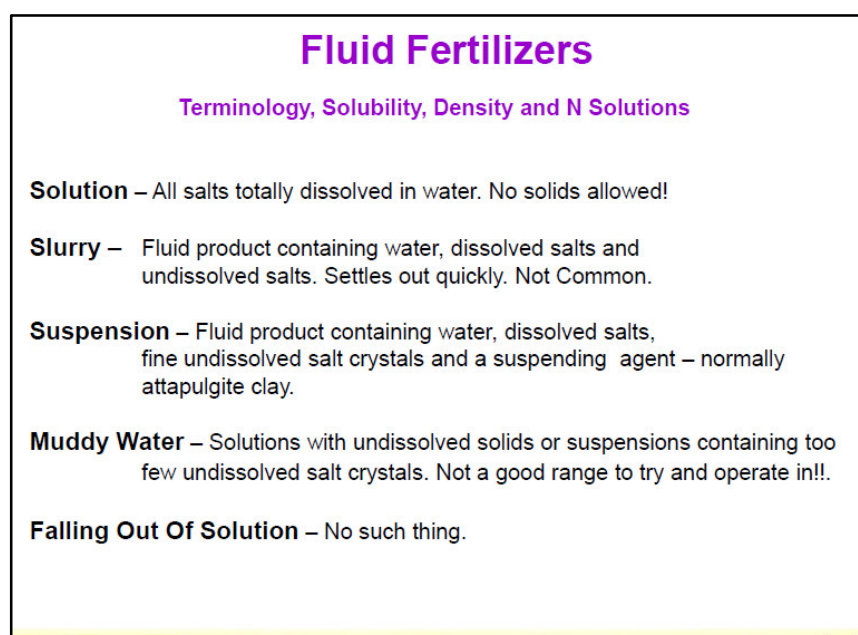 Fluid Fertilizers
Terminology, Solubility, Density and N Solutions
Solution – All salts totally dissolved in water. No solids allowed!
Slurry – Fluid product containing water, dissolved salts and
undissolved salts. Settles out quickly. Not Common.
Suspension – Fluid product containing water, dissolved salts,
fine undissolved salt crystals and a suspending agent – normally
attapulgite clay.
Muddy Water – Solutions with undissolved solids or suspensions containing too
few undissolved salt crystals. Not a good range to try and operate in!!.
Falling Out Of Solution – No such thing.